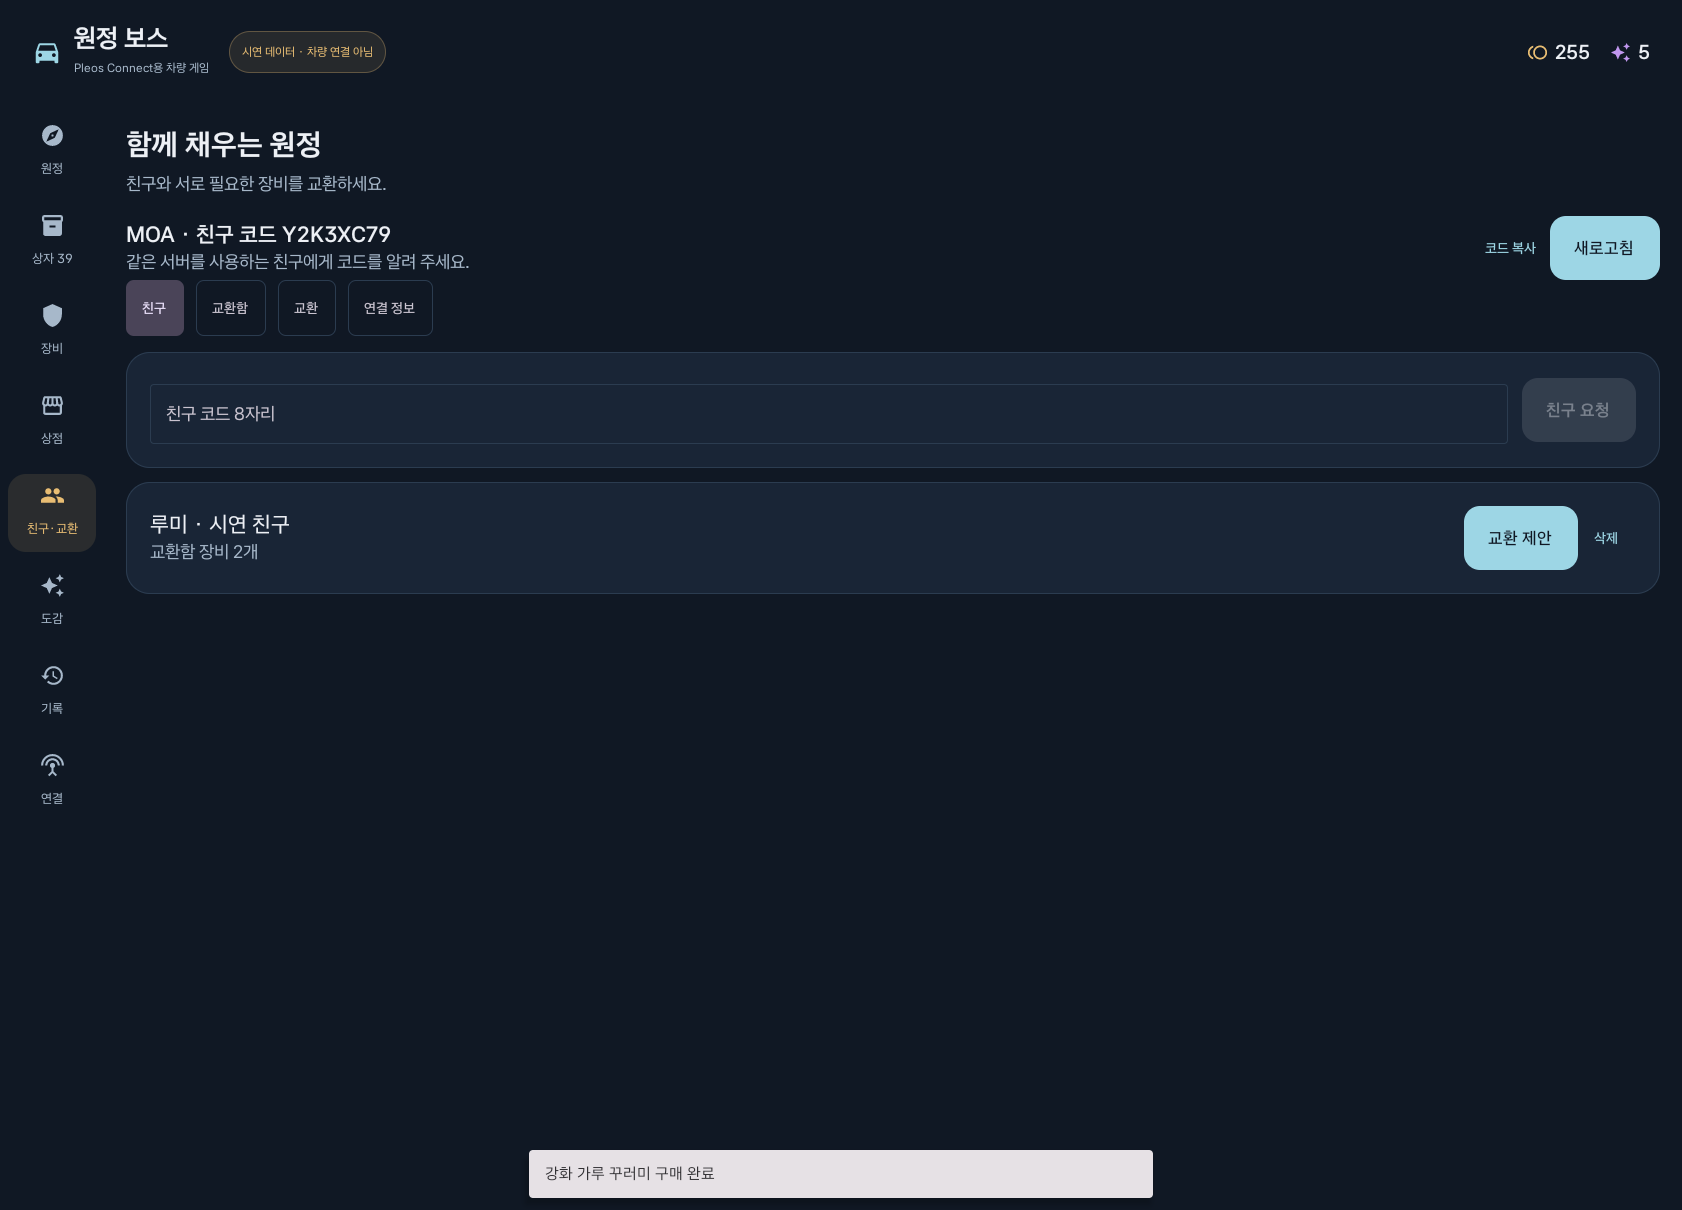 원정 보스
Pleos Connect용 차량 게임
시연 데이터 · 차량 연결 아님
255
5
원정
상자 39
장비
상점
친구·교환
도감
기록
연결
함께 채우는 원정
친구와 서로 필요한 장비를 교환하세요.
MOA · 친구 코드 Y2K3XC79
같은 서버를 사용하는 친구에게 코드를 알려 주세요.
코드 복사
새로고침
친구
교환함
교환
연결 정보
친구 코드 8자리
친구 요청
루미 · 시연 친구
교환함 장비 2개
교환 제안
삭제
강화 가루 꾸러미 구매 완료